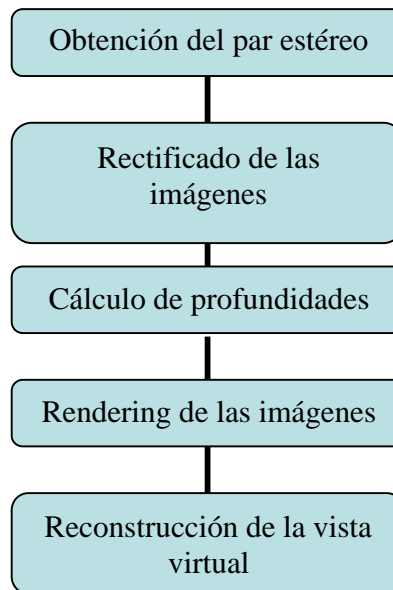 Obtención del par estéreo
Rectificado de las
imágenes
Cálculo de profundidades
Rendering de las imágenes
Reconstrucción de la vista
virtual